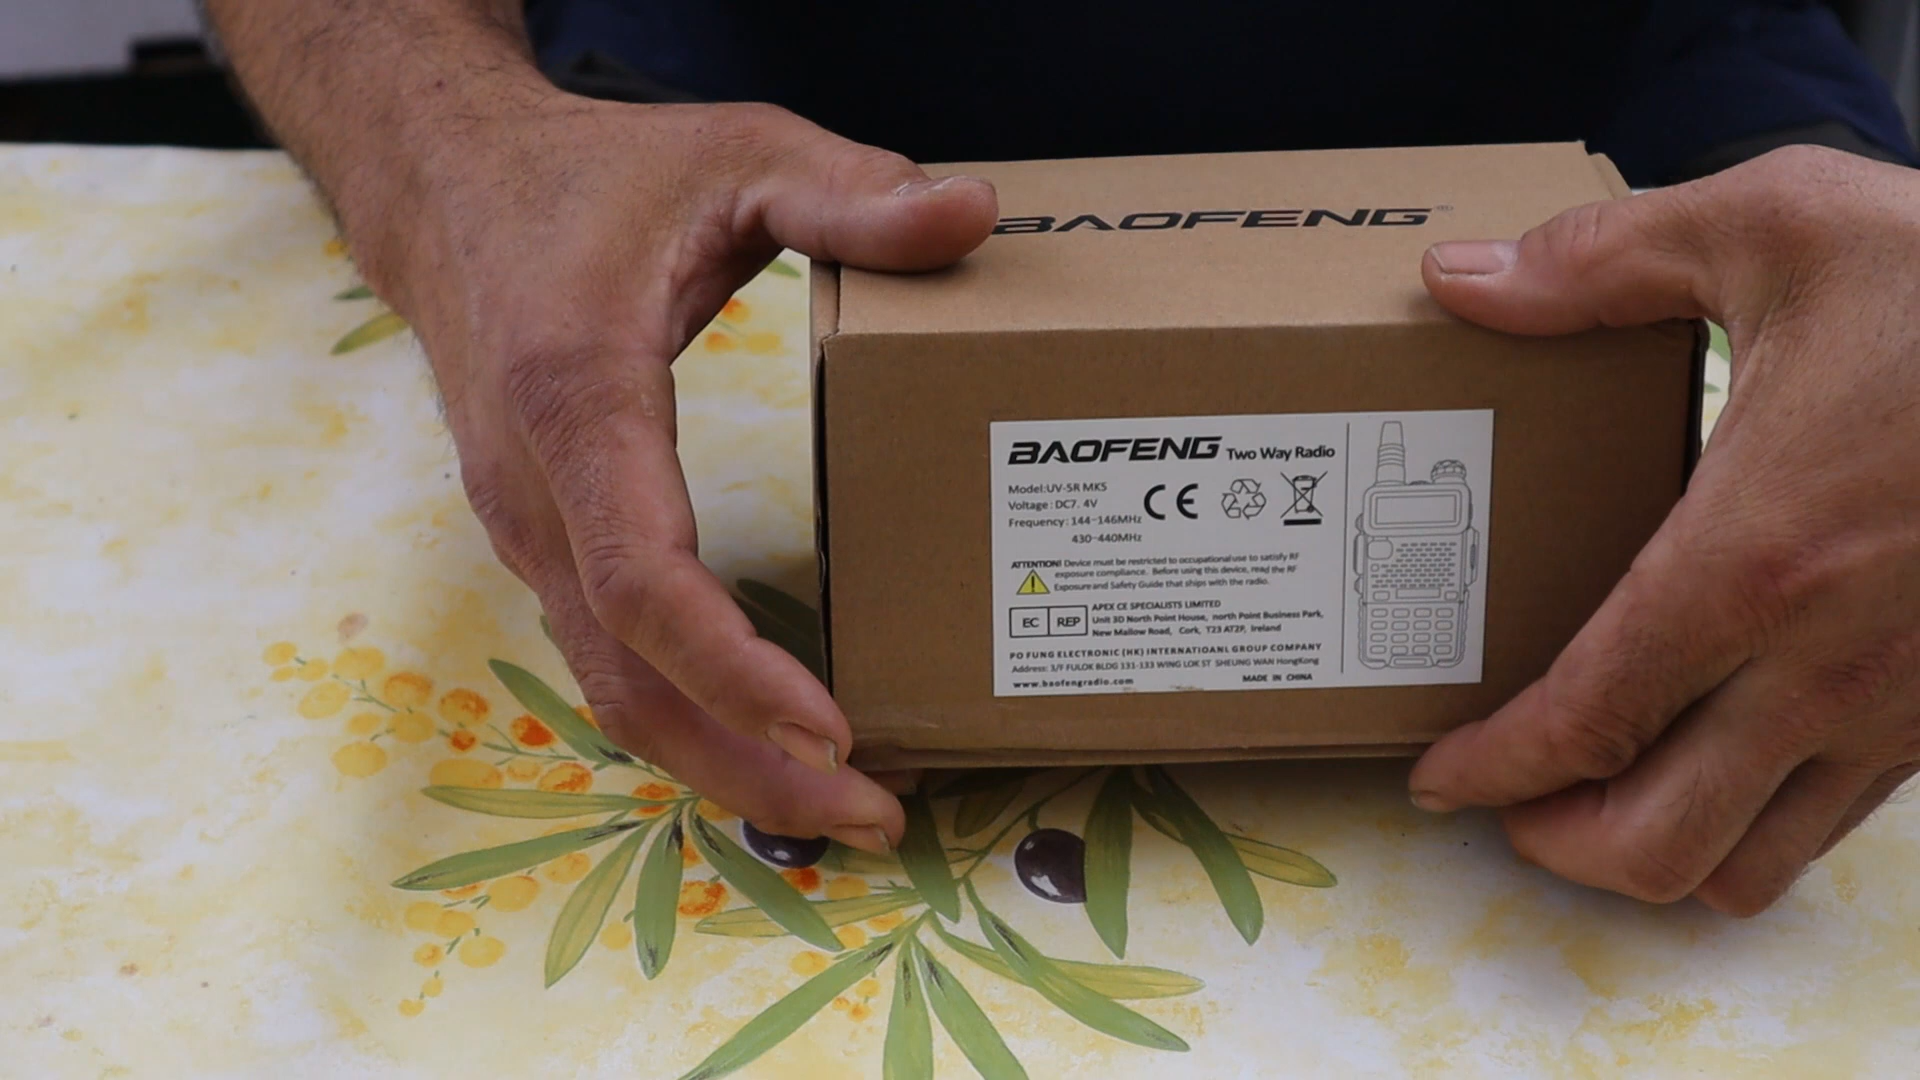 BAOFENG
BAOFENG Two Way Radio
Model:UV-5R MK5
Voltage: DC7. 4V
Frequency: 144-146MHz
430-440MHz
CE
ATTENTION! Device must be restricted to occupationaluse to satisfy RF
exposure compliance. Before using this device, read the RF
Exposureand Safety Guide that ships with the radio.
EC REP
APEX CE SPECIALISTS LIMITED
Unit 3D North Point House, north Point Business Park,
New Mallow Road, Cork, T23 AT2P, Ireland
PO FUNG ELECTRONIC (HK) INTERNATIOANL GROUP COMPANY
Address: 3/F FULOK BLDG 131-133 WING LOK ST SHEUNG WAN HongKong
www.baofengradio.com MADE IN CHINA